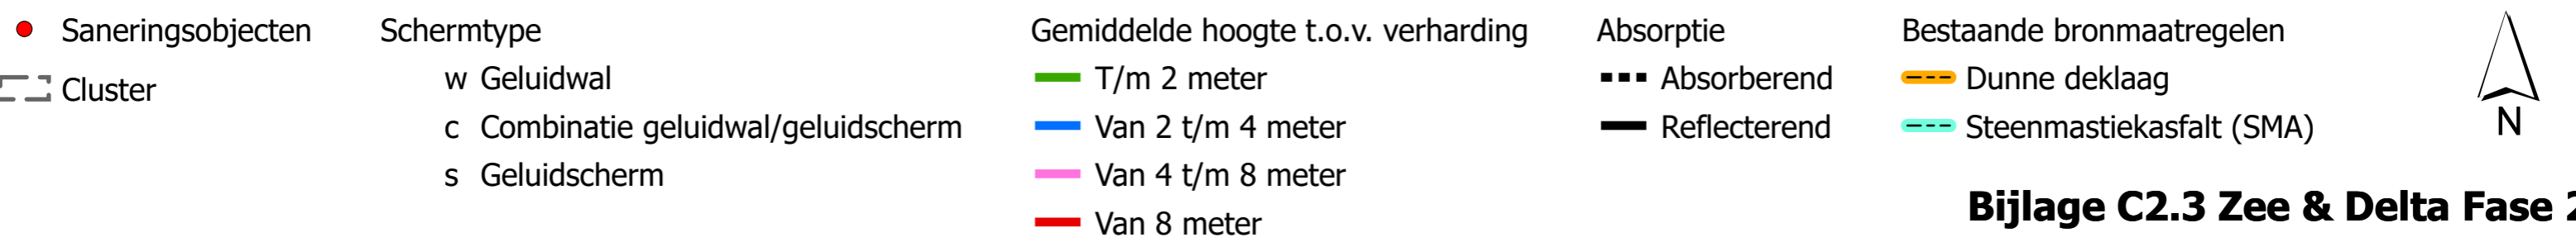 Saneringsobjecten
Cluster
Schermtype
w Geluidwal
c Combinatie geluidwal/geluidscherm
s Geluidscherm
Gemiddelde hoogte t.o.v. verharding
T/m 2 meter
Van 2 t/m 4 meter
Van 4 t/m 8 meter
Van 8 meter
Absorptie
Absorberend
Reflecterend
Bestaande bronmaatregelen
Dunne deklaag
Steenmastiekasfalt (SMA)
N
Bijlage C2.3 Zee & Delta Fase 2